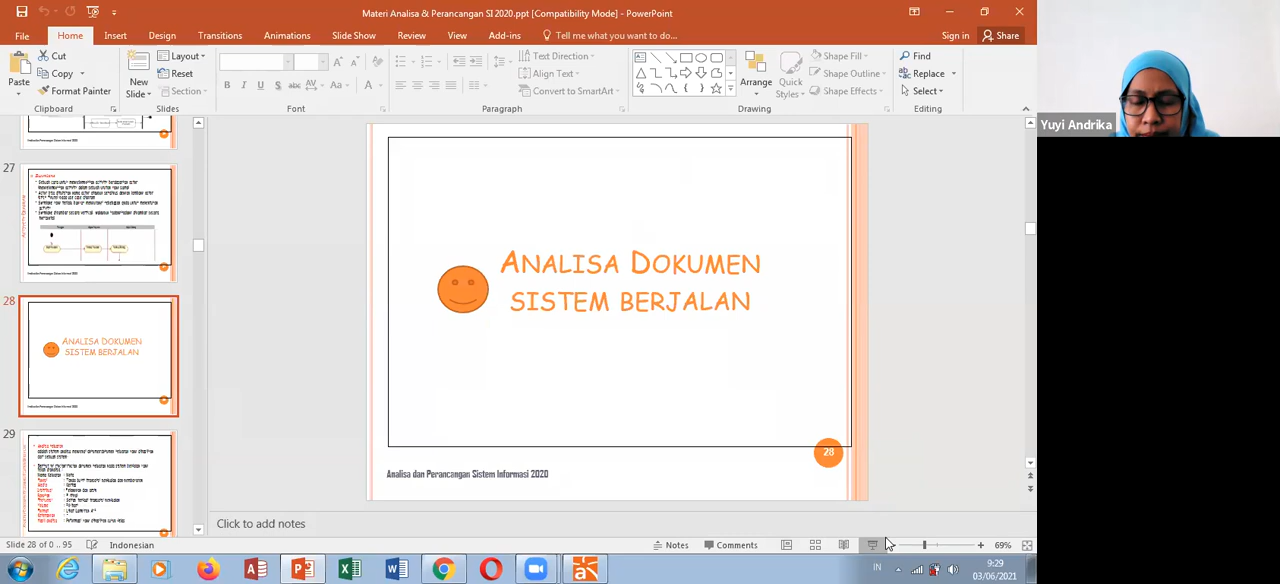 Materi Analisa & Perancangan SI 2020.ppt [Compatibility Mode] - PowerPoint
File Home Insert Design Transitions Animations Slide Show Review View Add-ins Tell me what you want to do... Sign in Share
Cut
Copy
Format Painter
Paste
Clipboard
New Slide
Layout
Reset
Section
Slides
B I U S abc AV Aa A
Font
Text Direction
Align Text
Convert to SmartArt
Paragraph
Arrange
Quick Styles
Shape Fill
Shape Outline
Shape Effects
Drawing
Find
Replace
Select
Editing
Yuyi Andrika
27
28
ANALISA DOKUMEN
SISTEM BERJALAN
29
ANALISA DOKUMEN
SISTEM BERJALAN
28
Analisa dan Perancangan Sistem Informasi 2020
Click to add notes
Slide 28 of 0 .. 95 Indonesian Notes Comments 69%
IN
9:29
03/06/2021